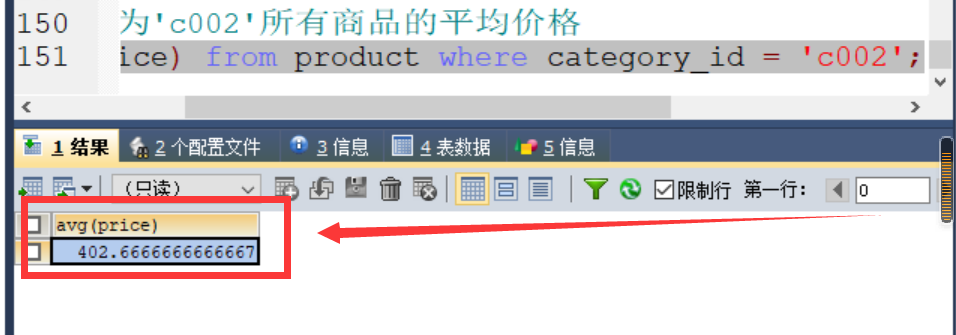 150 为'c002'所有商品的平均价格
151 ice) from product where category_id = 'c002';
1 结果 2 个配置文件 3 信息 4 表数据 5 信息
(只读) 限制行 第一行: 0
avg(price)
402.6666666666667